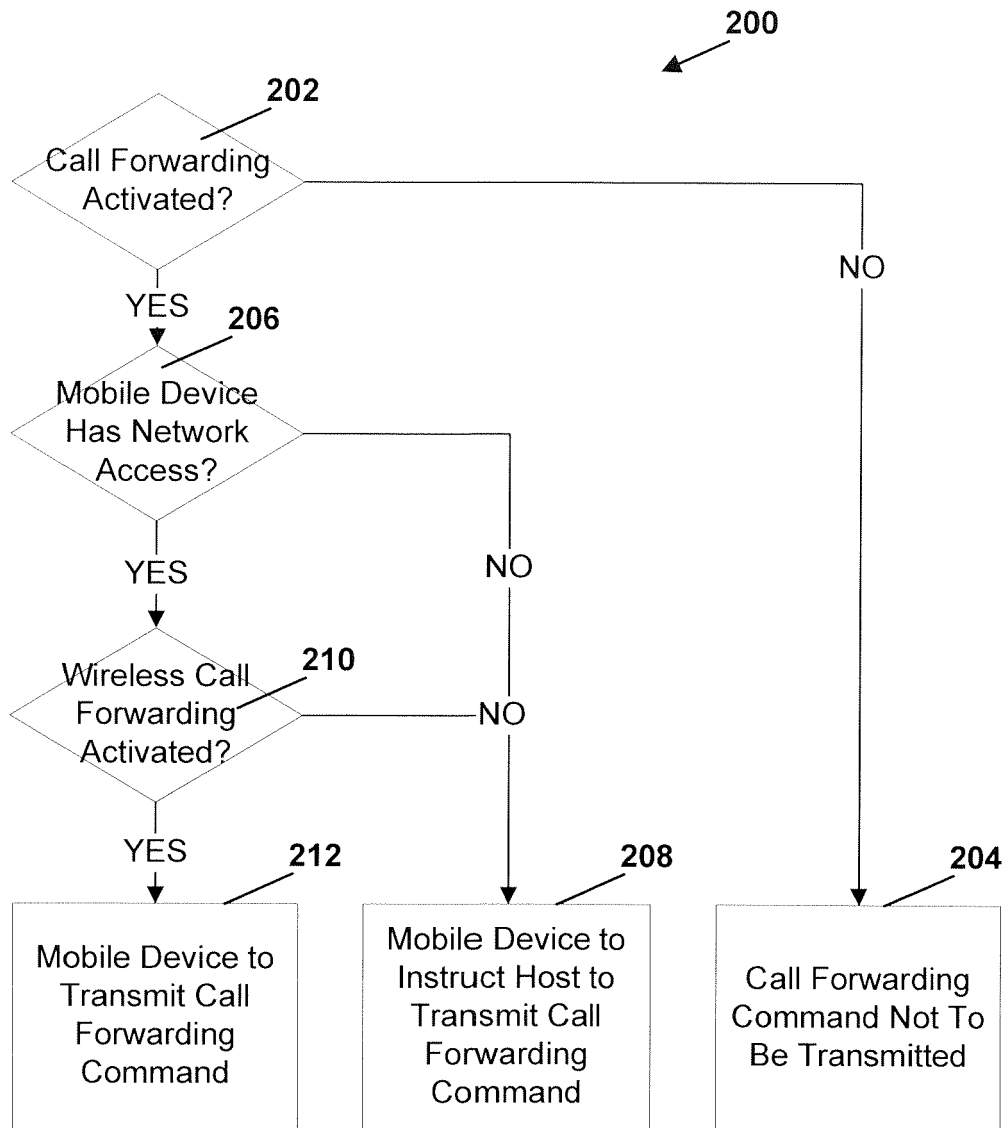 200
202
Call Forwarding
Activated?
NO
YES
206
Mobile Device
Has Network
Access?
NO
YES
210
Wireless Call
Forwarding
Activated?
NO
YES
212
Mobile Device to
Transmit Call
Forwarding
Command
208
Mobile Device to
Instruct Host to
Transmit Call
Forwarding
Command
204
Call Forwarding
Command Not To
Be Transmitted